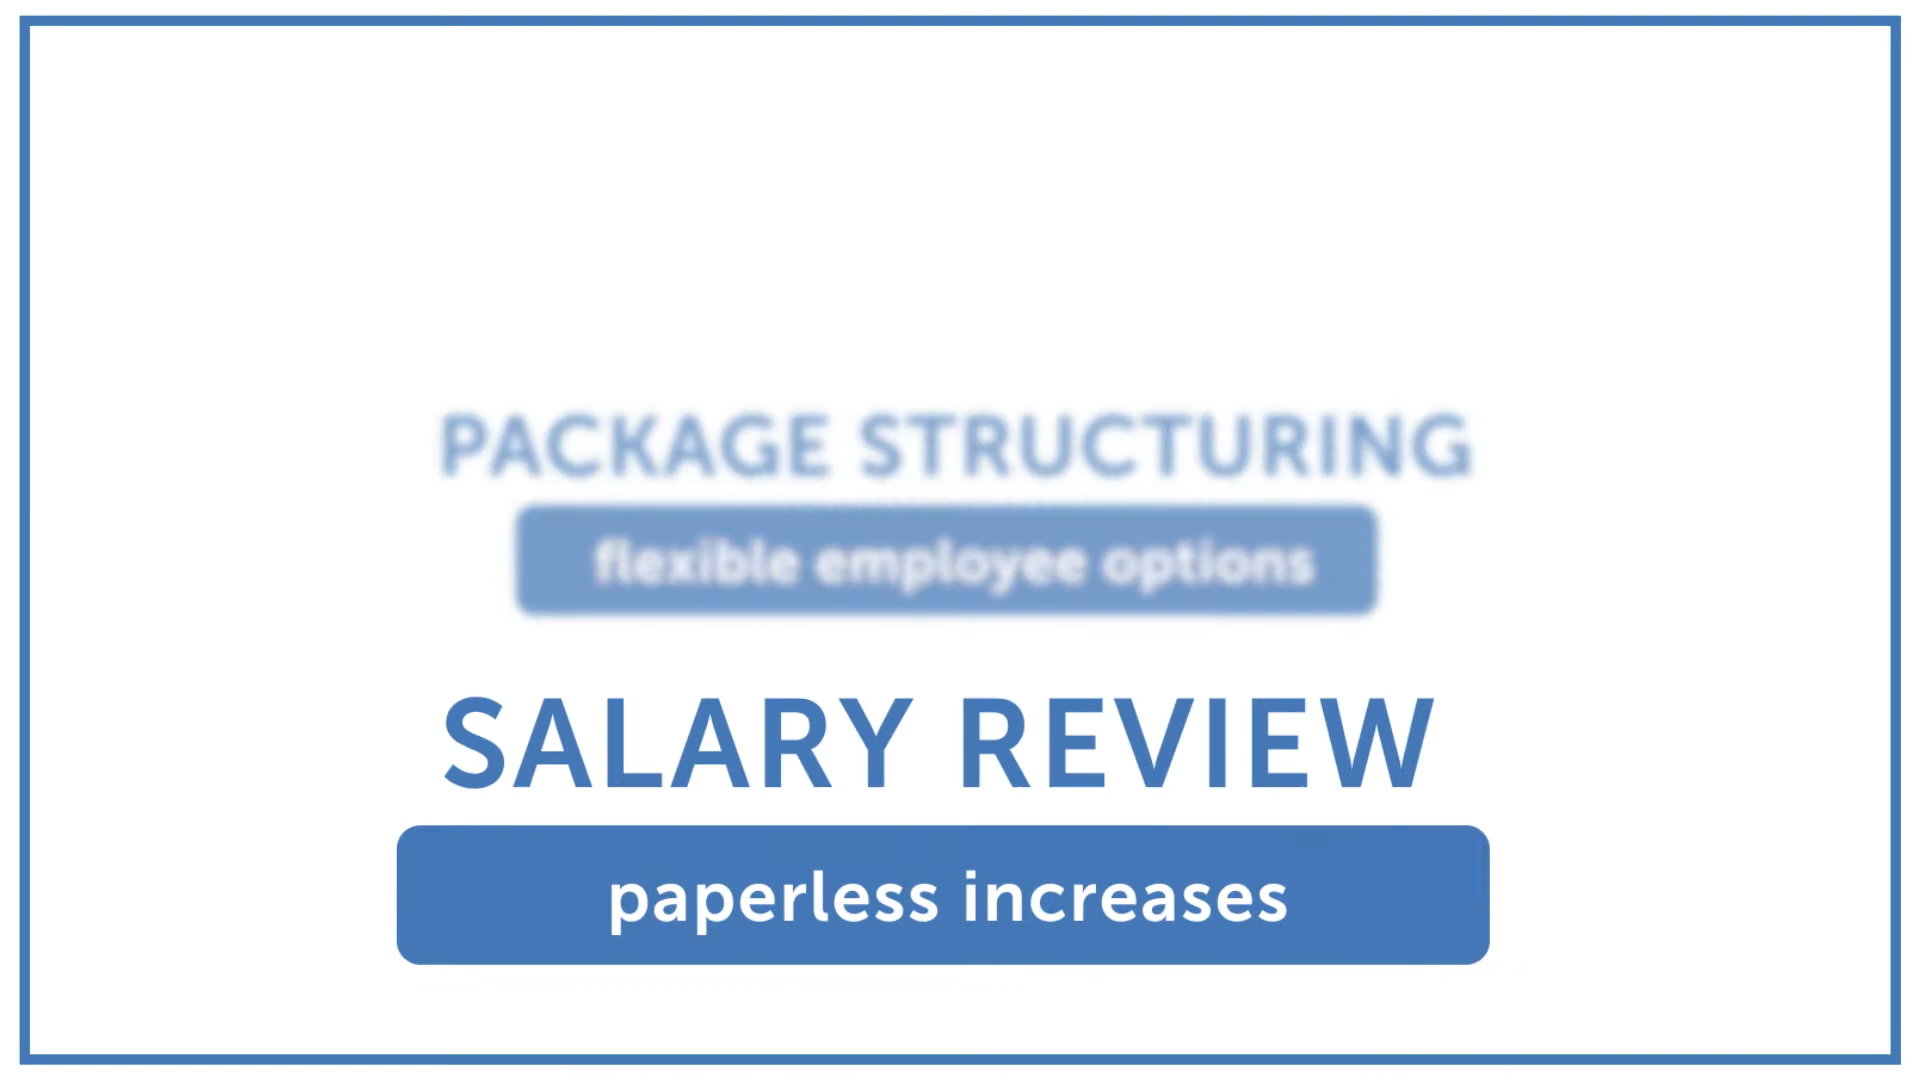 PACKAGE STRUCTURING
flexible employee options
SALARY REVIEW
paperless increases